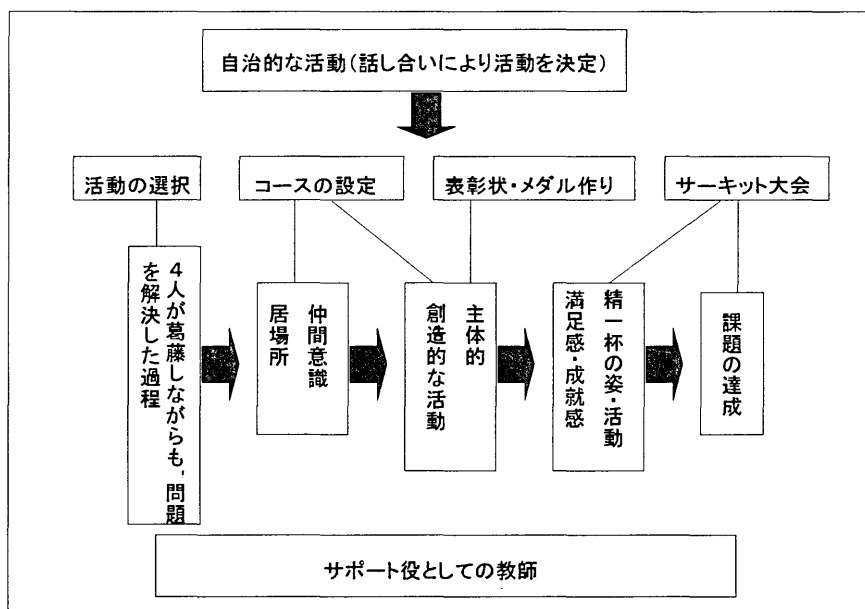 自治的な活動(話し合いにより活動を決定)
活動の選択
コースの設定
表彰状・メダル作り
サーキット大会
4人が葛藤しながらも,問題
を解決した過程
仲間意識
居場所
主体的
創造的な活動
精一杯の姿・活動
満足感・成就感
課題の達成
サポート役としての教師